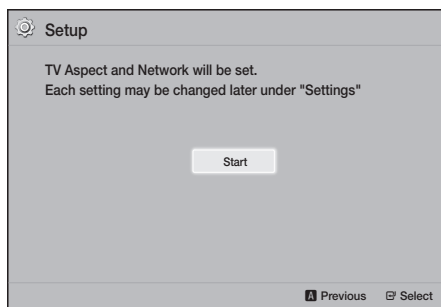 Setup
TV Aspect and Network will be set.
Each setting may be changed later under "Settings"
Start
A Previous Select